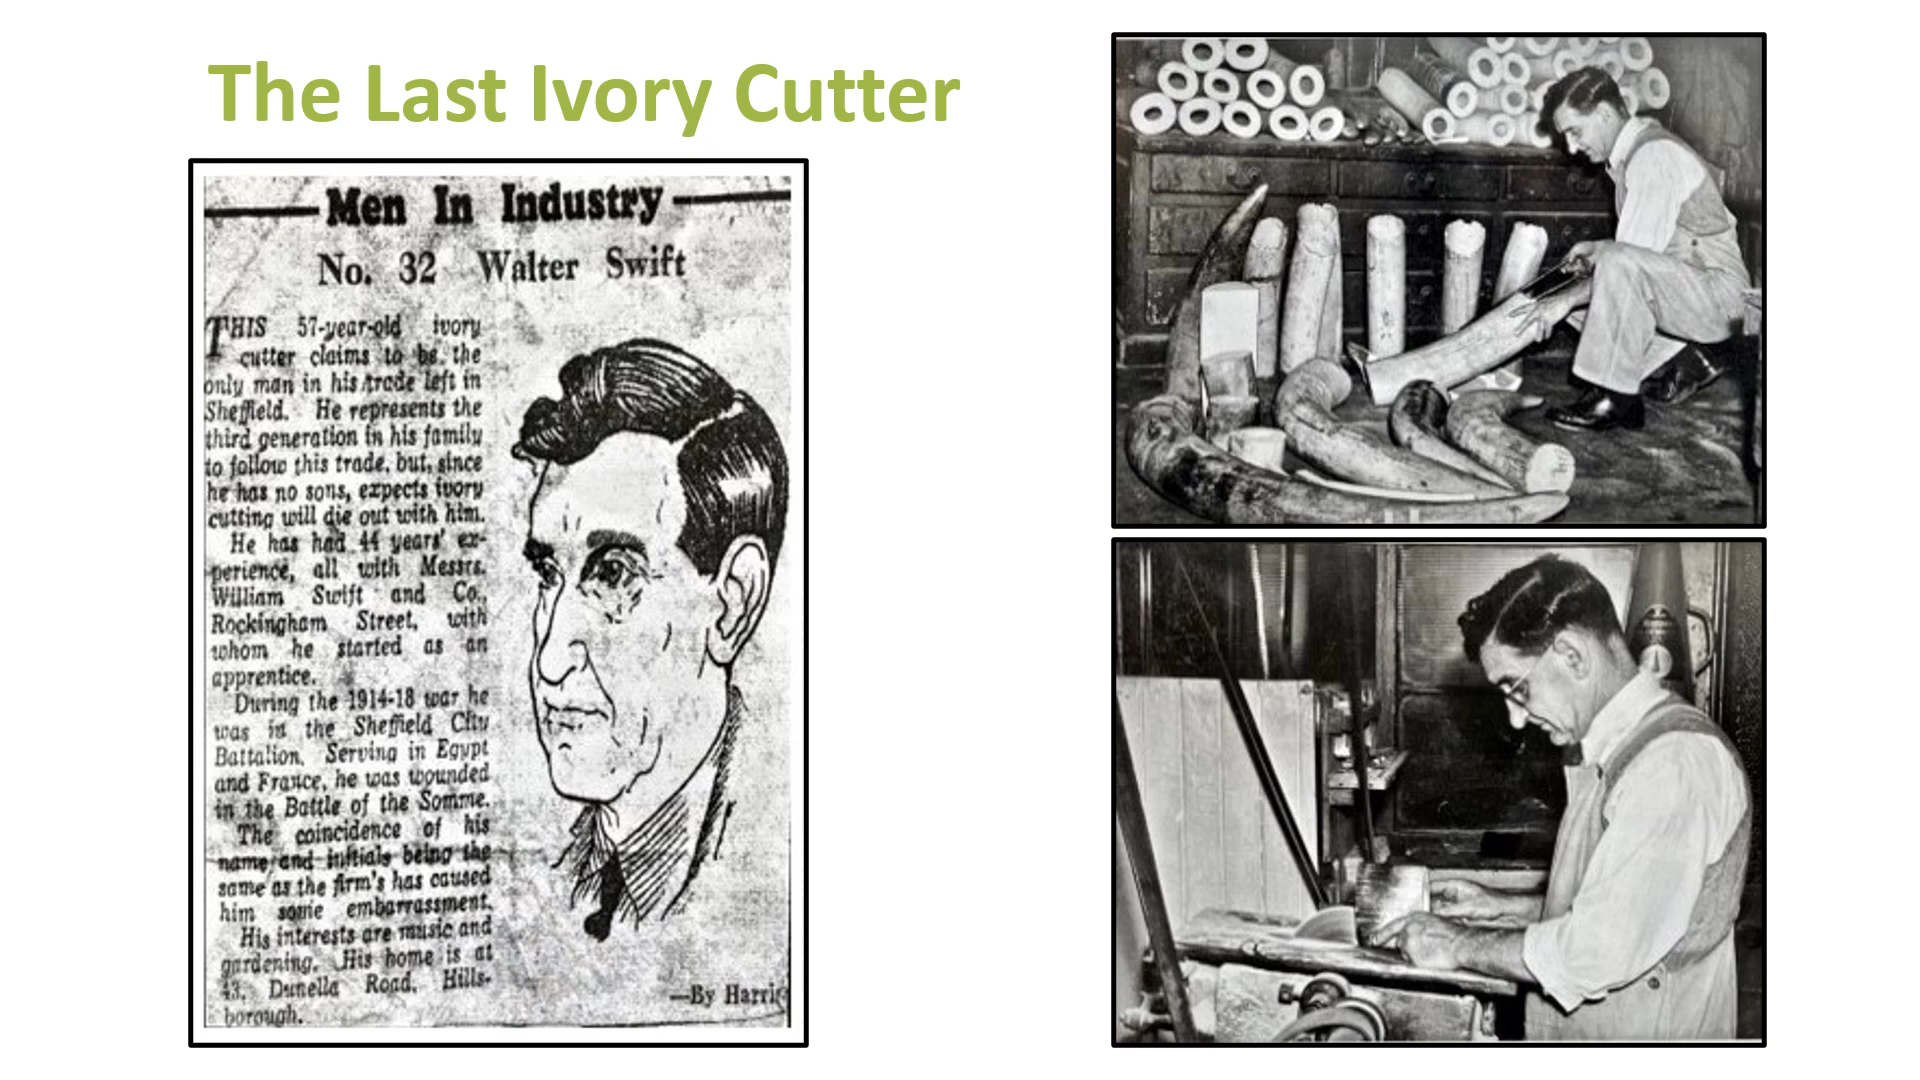 The Last Ivory Cutter
Men In Industry
No. 32 Walter Swift
THIS 57-year-old ivory
cutter claims to be the
only man in his trade left in
Sheffield. He represents the
third generation in his family
to follow this trade, but, since
he has no sons, expects ivory
cutting will die out with him.
He has had 44 years' ex-
perience, all with Messrs.
William Swift and Co.,
Rockingham Street, with
whom he started as an
apprentice.
During the 1914-18 war he
was in the Sheffield City
Battalion. Serving in Egypt
and France, he was wounded
in the Battle of the Somme.
The coincidence of his
name and initials being the
same as the firm's has caused
him some embarrassment.
His interests are music and
gardening. His home is at
43, Dunella Road, Hills-
borough.
—By Harris